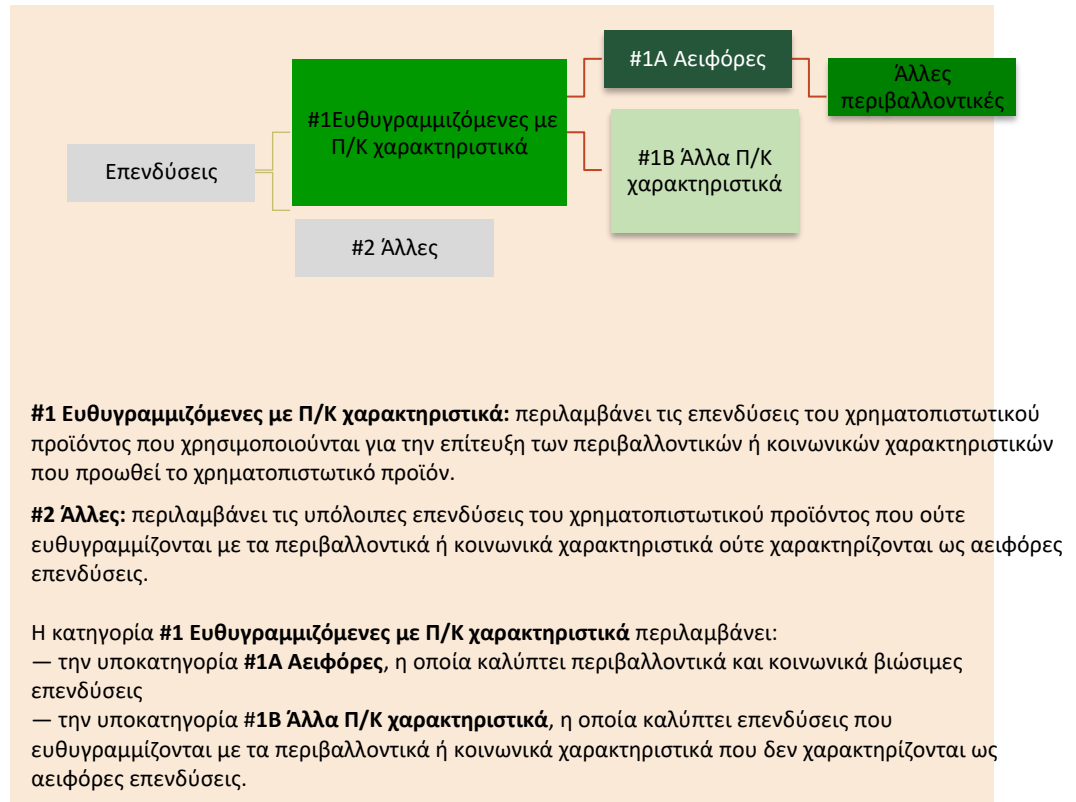 #1Α Αειφόρες
Άλλες
περιβαλλοντικές
#1Ευθυγραμμιζόμενες με
Π/Κ χαρακτηριστικά
Επενδύσεις
#1Β Άλλα Π/Κ
χαρακτηριστικά
#2 Άλλες
#1 Ευθυγραμμιζόμενες με Π/Κ χαρακτηριστικά: περιλαμβάνει τις επενδύσεις του χρηματοπιστωτικού
προϊόντος που χρησιμοποιούνται για την επίτευξη των περιβαλλοντικών ή κοινωνικών χαρακτηριστικών
που προωθεί το χρηματοπιστωτικό προϊόν.
#2 Άλλες: περιλαμβάνει τις υπόλοιπες επενδύσεις του χρηματοπιστωτικού προϊόντος που ούτε
ευθυγραμμίζονται με τα περιβαλλοντικά ή κοινωνικά χαρακτηριστικά ούτε χαρακτηρίζονται ως αειφόρες
επενδύσεις.
Η κατηγορία #1 Ευθυγραμμιζόμενες με Π/Κ χαρακτηριστικά περιλαμβάνει:
— την υποκατηγορία #1Α Αειφόρες, η οποία καλύπτει περιβαλλοντικά και κοινωνικά βιώσιμες
επενδύσεις
— την υποκατηγορία #1Β Άλλα Π/Κ χαρακτηριστικά, η οποία καλύπτει επενδύσεις που
ευθυγραμμίζονται με τα περιβαλλοντικά ή κοινωνικά χαρακτηριστικά που δεν χαρακτηρίζονται ως
αειφόρες επενδύσεις.